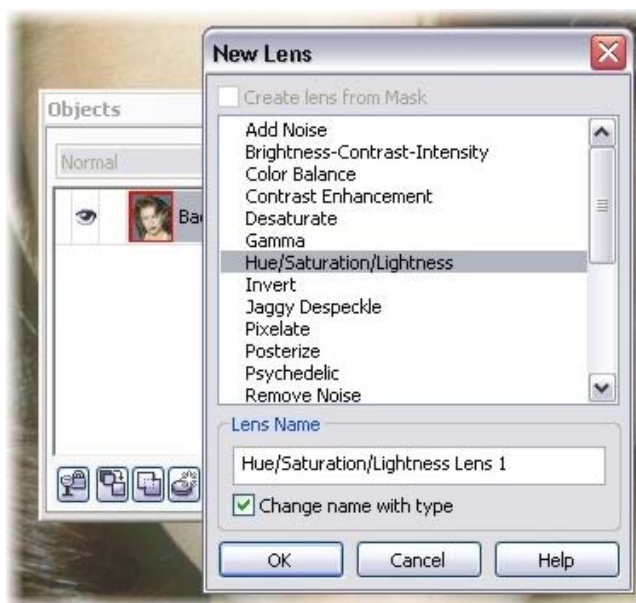 New Lens
Create lens from Mask
Objects
Normal
Add Noise
Brightness-Contrast-Intensity
Color Balance
Contrast Enhancement
Desaturate
Gamma
Hue/Saturation/Lightness
Invert
Jaggy Despeckle
Pixelate
Posterize
Psychedelic
Remove Noise
Lens Name
Hue/Saturation/Lightness Lens 1
Change name with type
OK Cancel Help